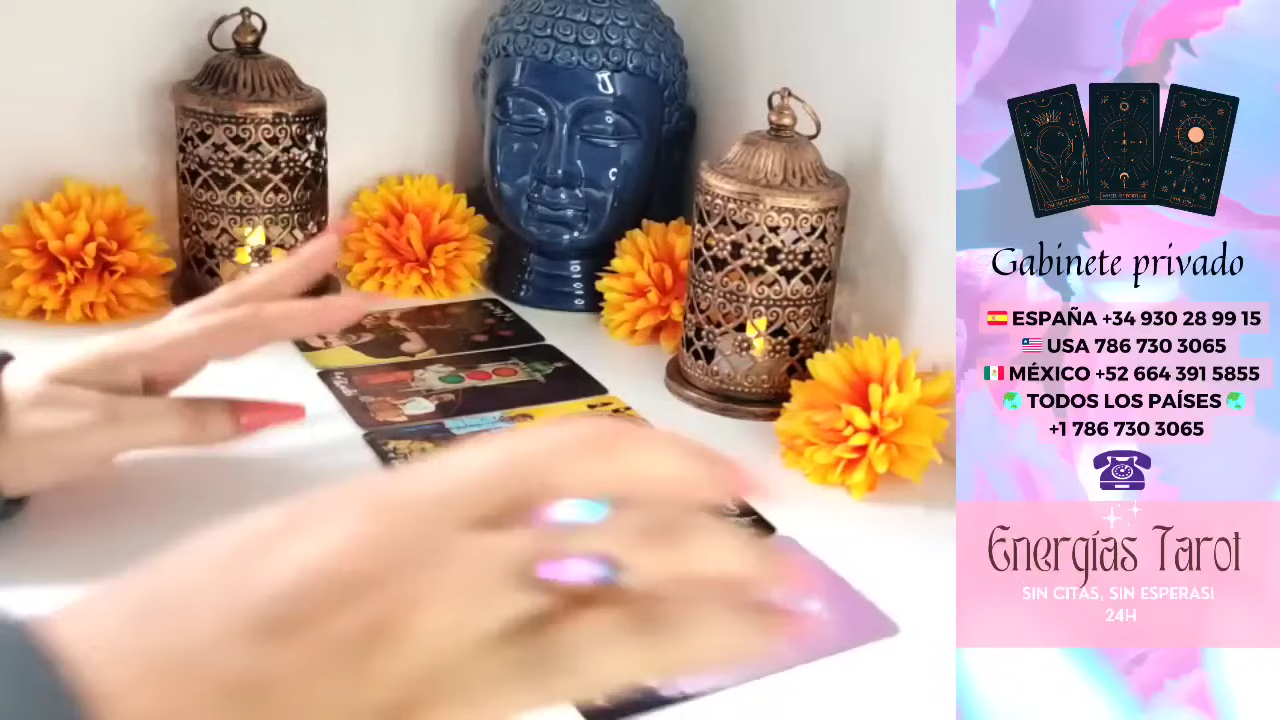 Gabinete privado
ESPAÑA +34 930 28 99 15
USA 786 730 3065
MÉXICO +52 664 391 5855
TODOS LOS PAÍSES
+1 786 730 3065
Energías Tarot
SIN CITAS, SIN ESPERAS!
24H